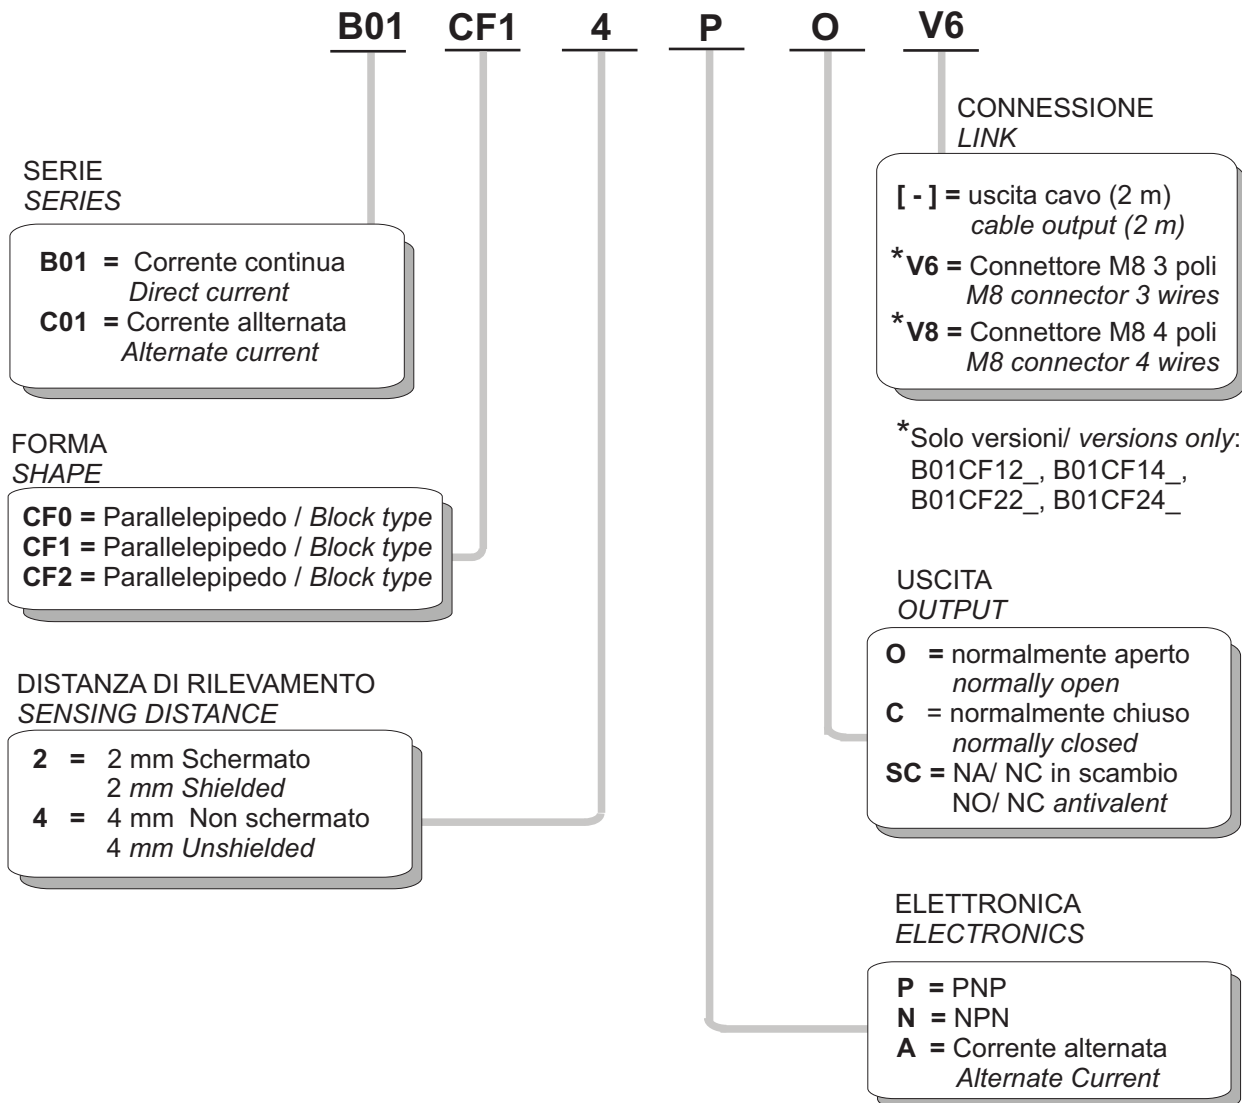 B01 CF1 4 P O V6
SERIE
SERIES
B01 = Corrente continua
Direct current
C01 = Corrente allternata
Alternate current
FORMA
SHAPE
CF0 = Parallelepipedo / Block type
CF1 = Parallelepipedo / Block type
CF2 = Parallelepipedo / Block type
DISTANZA DI RILEVAMENTO
SENSING DISTANCE
2 = 2 mm Schermato
2 mm Shielded
4 = 4 mm Non schermato
4 mm Unshielded
CONNESSIONE
LINK
[ - ] = uscita cavo (2 m)
cable output (2 m)
*V6 = Connettore M8 3 poli
M8 connector 3 wires
*V8 = Connettore M8 4 poli
M8 connector 4 wires
*Solo versioni/ versions only:
B01CF12_, B01CF14_,
B01CF22_, B01CF24_
USCITA
OUTPUT
O = normalmente aperto
normally open
C = normalmente chiuso
normally closed
SC = NA/ NC in scambio
NO/ NC antivalent
ELETTRONICA
ELECTRONICS
P = PNP
N = NPN
A = Corrente alternata
Alternate Current